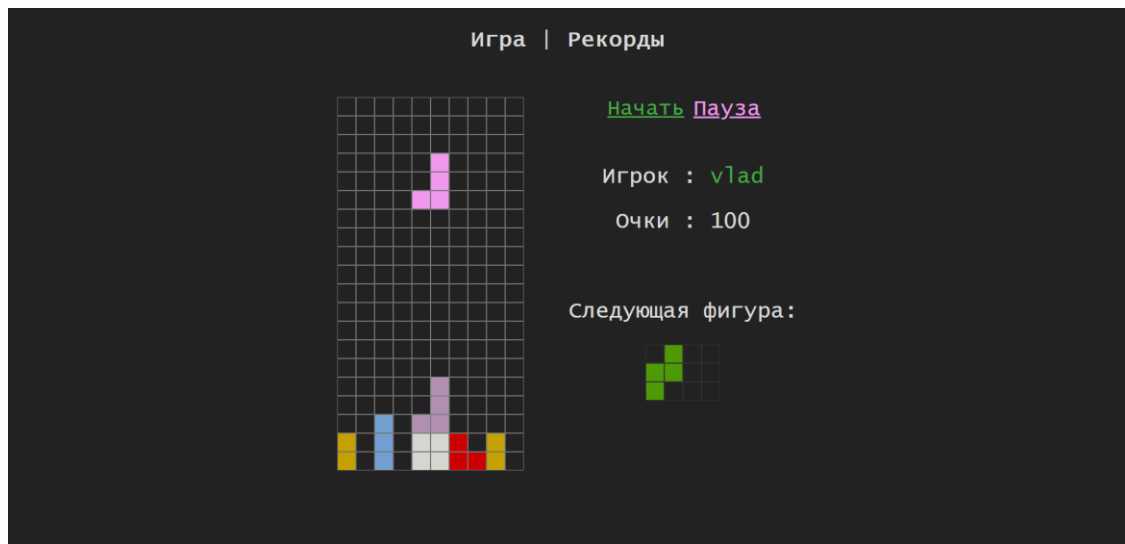 Игра | Рекорды
Начать Пауза
Игрок : vlad
Очки : 100
Следующая фигура: